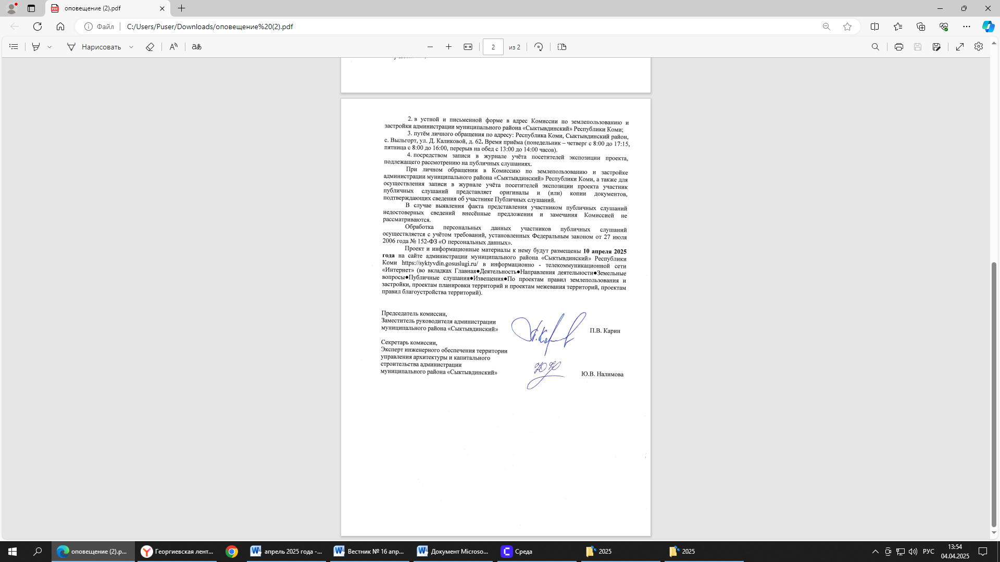 оповещение (2).pdf
Файл
C:/Users/Puser/Downloads/оповещение%20(2).pdf
Нарисовать
2
из 2
2. в устной и письменной форме в адрес Комиссии по землепользованию и
застройки администрации муниципального района «Сыктывдинский» Республики Коми;
3. путём личного обращения по адресу: Республика Коми, Сыктывдинский район,
с. Выльгорт, ул. Д. Каликовой, д. 62. Время приёма (понедельник – четверг с 8:00 до 17:15,
пятница с 8:00 до 16:00, перерыв на обед с 13:00 до 14:00 часов).
4. посредством записи в журнале учёта посетителей экспозиции проекта,
подлежащего рассмотрению на публичных слушаниях.
При личном обращении в Комиссию по землепользованию и застройке
администрации муниципального района «Сыктывдинский» Республики Коми, а также для
осуществления записи в журнале учёта посетителей экспозиции проекта участник
публичных слушаний представляет оригиналы и (или) копии документов,
подтверждающих сведения об участнике Публичных слушаний.
В случае выявления факта представления участником публичных слушаний
недостоверных сведений внесённые предложения и замечания Комиссией не
рассматриваются.
Обработка персональных данных участников публичных слушаний
осуществляется с учётом требований, установленных Федеральным законом от 27 июля
2006 года № 152-ФЗ «О персональных данных».
Проект и информационные материалы к нему будут размещены 10 апреля 2025
года на сайте администрации муниципального района «Сыктывдинский» Республики
Коми https://syktyvdin.gosuslugi.ru/ в информационно - телекоммуникационной сети
«Интернет» (во вкладках Главная●Деятельность●Направления деятельности●Земельные
вопросы●Публичные слушания●Извещения●По проектам правил землепользования и
застройки, проектам планировки территорий и проектам межевания территорий, проектам
правил благоустройства территорий).
Председатель комиссии,
Заместитель руководителя администрации
муниципального района «Сыктывдинский»
П.В. Карин
Секретарь комиссии,
Эксперт инженерного обеспечения территории
управления архитектуры и капитального
строительства администрации
муниципального района «Сыктывдинский»
Ю.В. Налимова
оповещение (2).p...
Георгиевская лент...
апрель 2025 года -...
Вестник № 16 апр...
Документ Microso...
Среда
2025
2025
РУС
13:54
04.04.2025